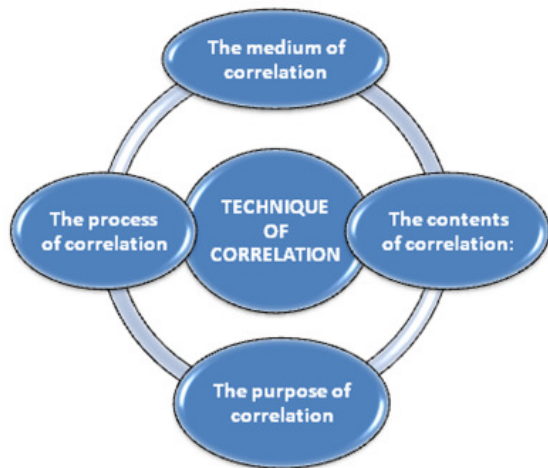 The medium of
correlation
The process
of correlation
TECHNIQUE
OF
CORRELATION
The contents
of correlation:
The purpose of
correlation